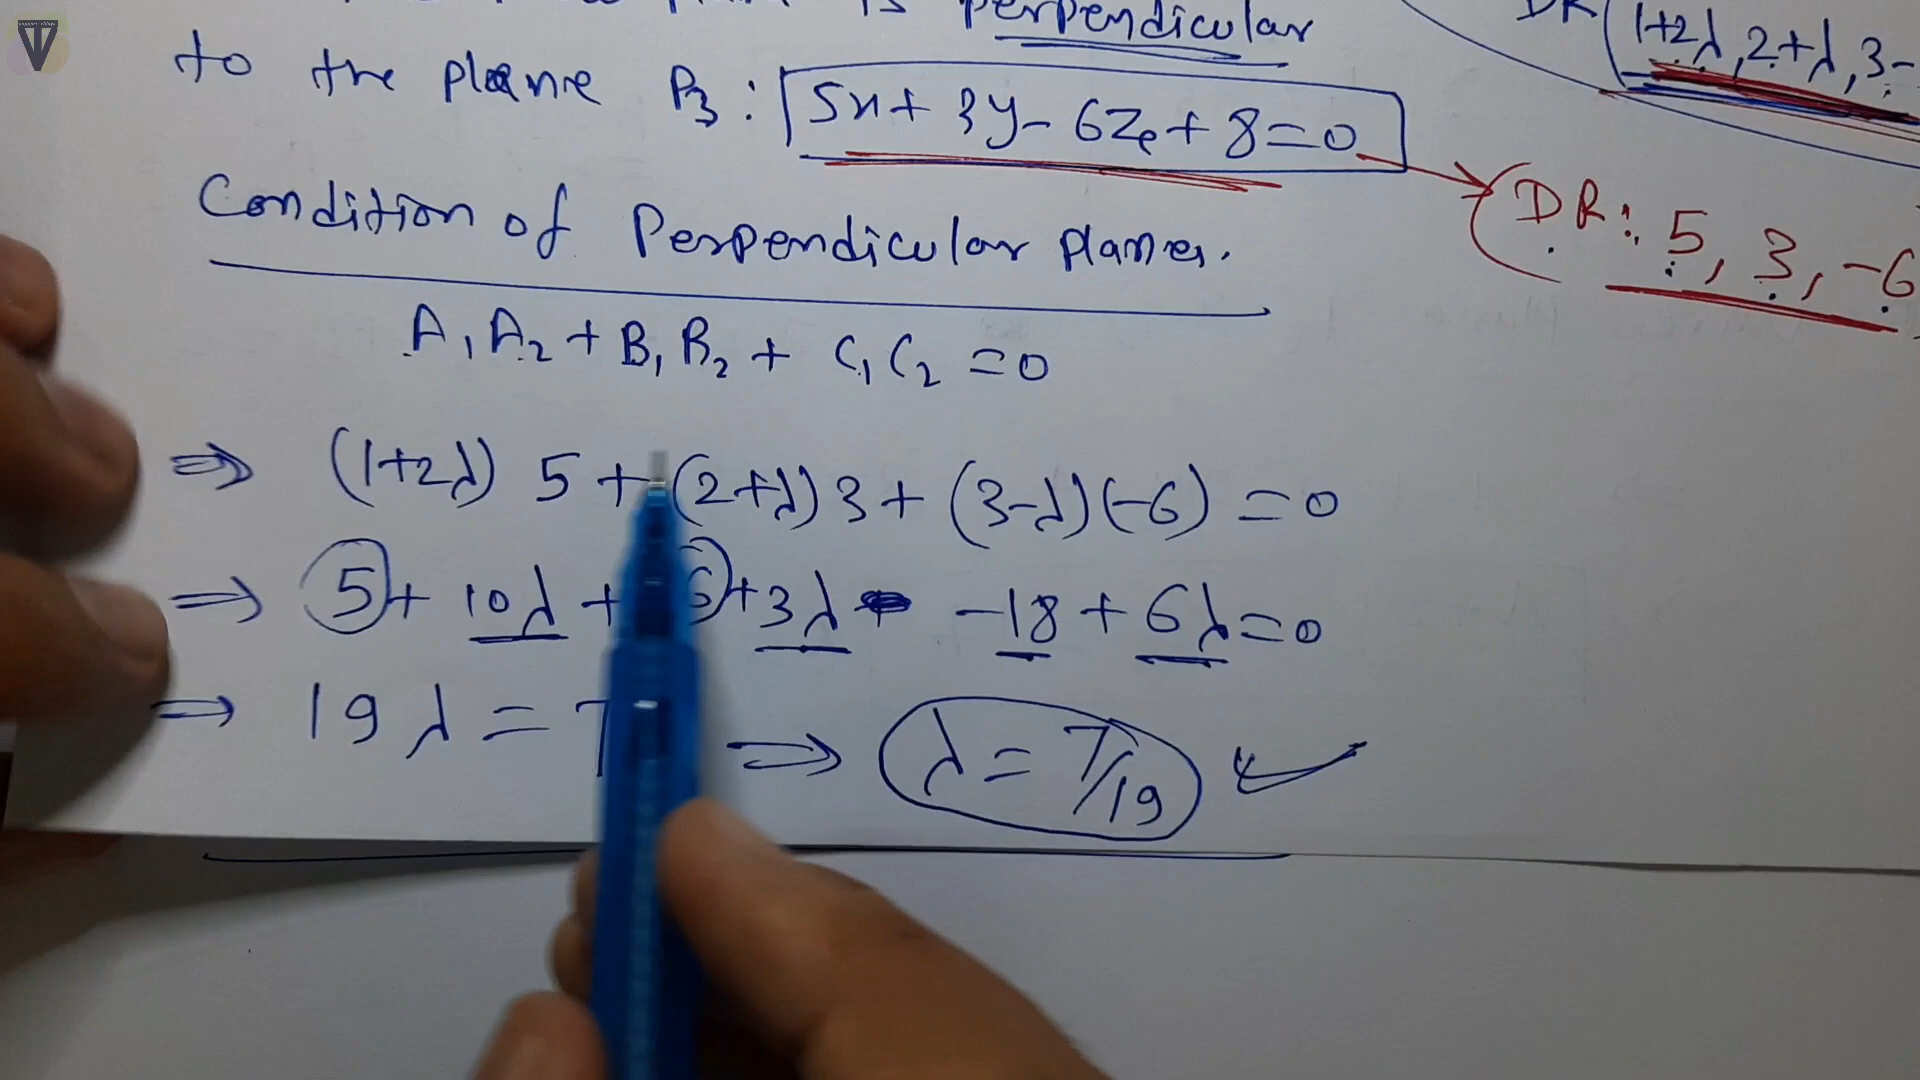 is perpendicular
to the plane P3 : 5x + 3y - 6z + 8 = 0
DR (1+2λ, 2+λ, 3-
DR : 5, 3, -6
Condition of Perpendicular planes.
A₁A₂ + B₁B₂ + C₁C₂ = 0
⇒ (1+2λ) 5 + (2+λ) 3 + (3-λ)(-6) = 0
⇒ 5 + 10λ + 6 + 3λ -18 + 6λ = 0
⇒ 19λ = 7 ⇒ λ = 7/19